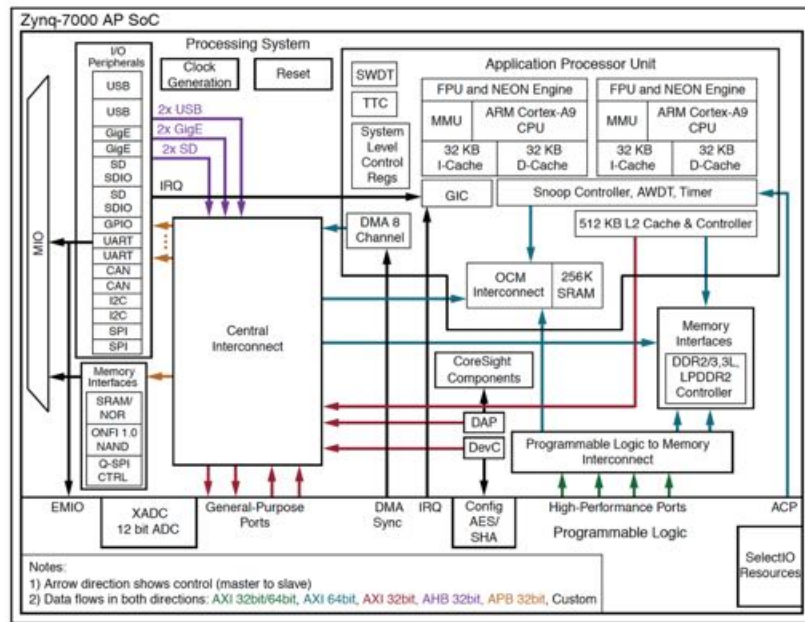 Zynq-7000 AP SoC
I/O
Peripherals
USB
USB
GigE
GigE
SD
SDIO
SD
SDIO
GPIO
UART
UART
CAN
CAN
I2C
I2C
SPI
SPI
MIO
Processing System
Clock
Generation
Reset
2x USB
2x GigE
2x SD
IRQ
Application Processor Unit
SWDT
TTC
System
Level
Control
Regs
FPU and NEON Engine
MMU
ARM Cortex-A9
CPU
32 KB
I-Cache
32 KB
D-Cache
FPU and NEON Engine
MMU
ARM Cortex-A9
CPU
32 KB
I-Cache
32 KB
D-Cache
GIC
Snoop Controller, AWDT, Timer
DMA 8
Channel
512 KB L2 Cache & Controller
OCM
Interconnect
256K
SRAM
Central
Interconnect
Memory
Interfaces
DDR2/3,3L,
LPDDR2
Controller
CoreSight
Components
DAP
DevC
Programmable Logic to Memory
Interconnect
Memory
Interfaces
SRAM/
NOR
ONFI 1.0
NAND
Q-SPI
CTRL
EMIO
XADC
12 bit ADC
General-Purpose
Ports
DMA
Sync
IRQ
Config
AES/
SHA
High-Performance Ports
ACP
Programmable Logic
SelectIO
Resources
Notes:
1) Arrow direction shows control (master to slave)
2) Data flows in both directions: AXI 32bit/64bit, AXI 64bit, AXI 32bit, AHB 32bit, APB 32bit, Custom